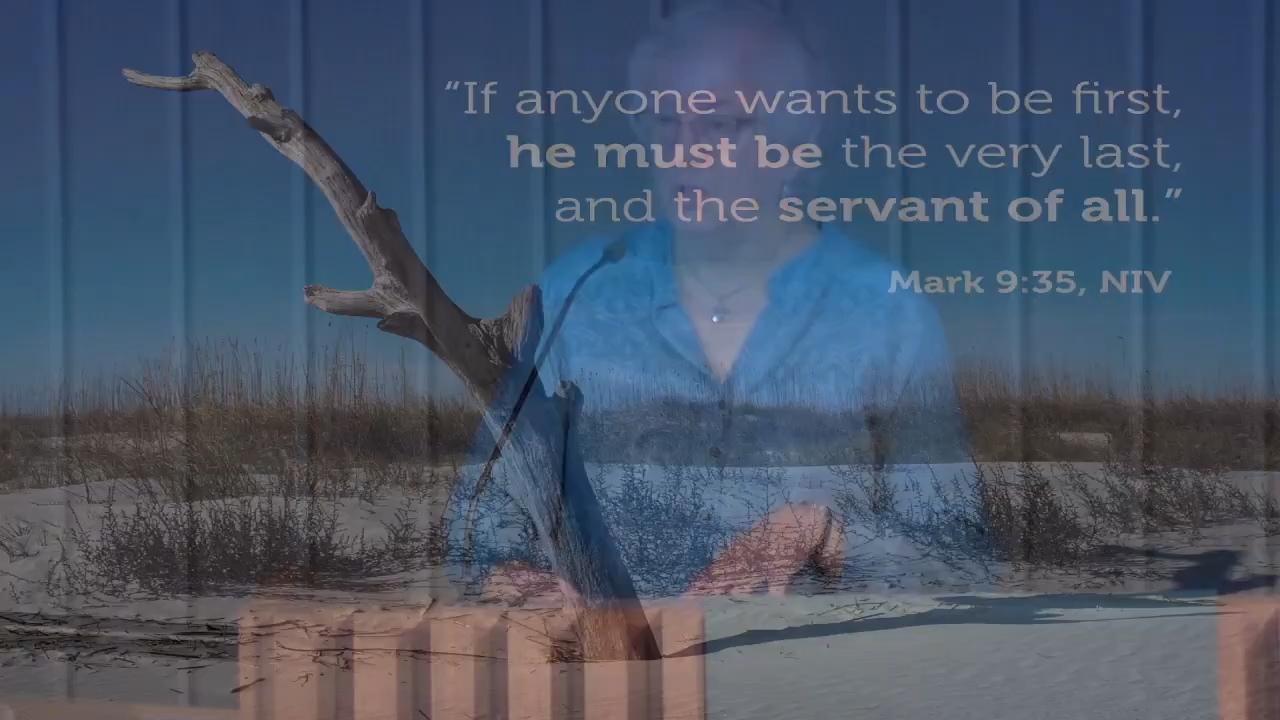 “If anyone wants to be first,
he must be the very last,
and the servant of all.”
Mark 9:35, NIV